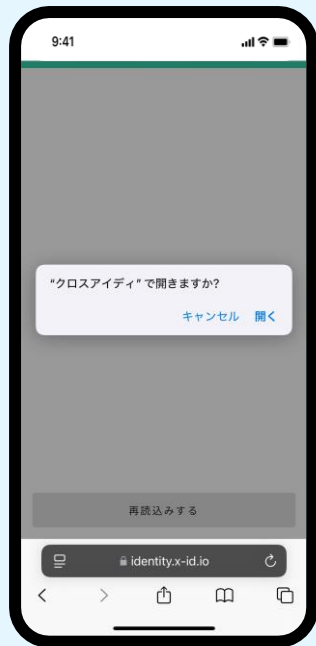 9:41
“クロスアイディ” で開きますか?
キャンセル 開く
再読込みする
identity.x-id.io